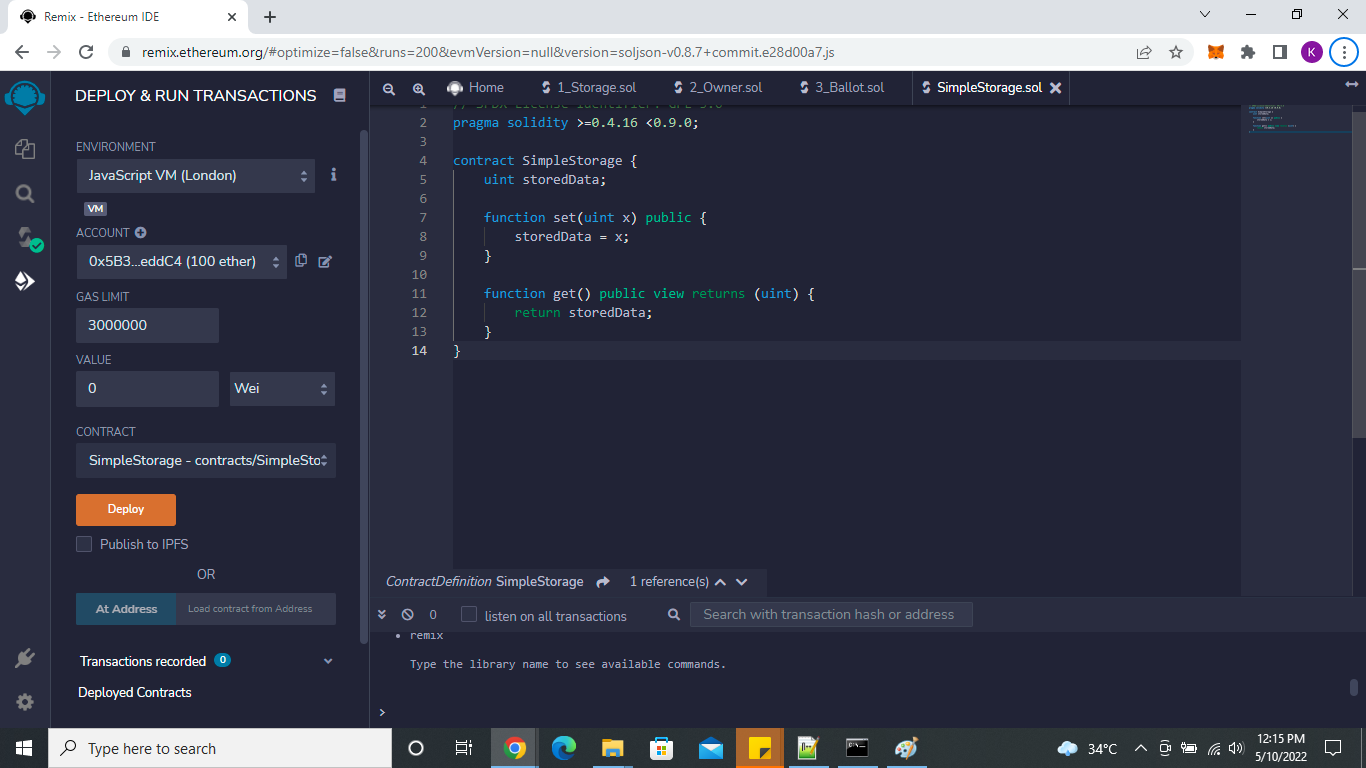 Remix - Ethereum IDE
remix.ethereum.org/#optimize=false&runs=200&evmVersion=null&version=soljson-v0.8.7+commit.e28d00a7.js
K
DEPLOY & RUN TRANSACTIONS
ENVIRONMENT
JavaScript VM (London)
VM
ACCOUNT
0x5B3...eddC4 (100 ether)
GAS LIMIT
3000000
VALUE
0
Wei
CONTRACT
SimpleStorage - contracts/SimpleSto
Deploy
Publish to IPFS
OR
At Address
Load contract from Address
Transactions recorded 0
Deployed Contracts
Home
1_Storage.sol
2_Owner.sol
3_Ballot.sol
SimpleStorage.sol
1 // SPDX-License-Identifier: GPL-3.0
2 pragma solidity >=0.4.16 <0.9.0;
3
4 contract SimpleStorage {
5 uint storedData;
6
7 function set(uint x) public {
8 storedData = x;
9 }
10
11 function get() public view returns (uint) {
12 return storedData;
13 }
14 }
ContractDefinition SimpleStorage 1 reference(s)
0 listen on all transactions
Search with transaction hash or address
• remix
Type the library name to see available commands.
>
Type here to search
34°C
12:15 PM
5/10/2022